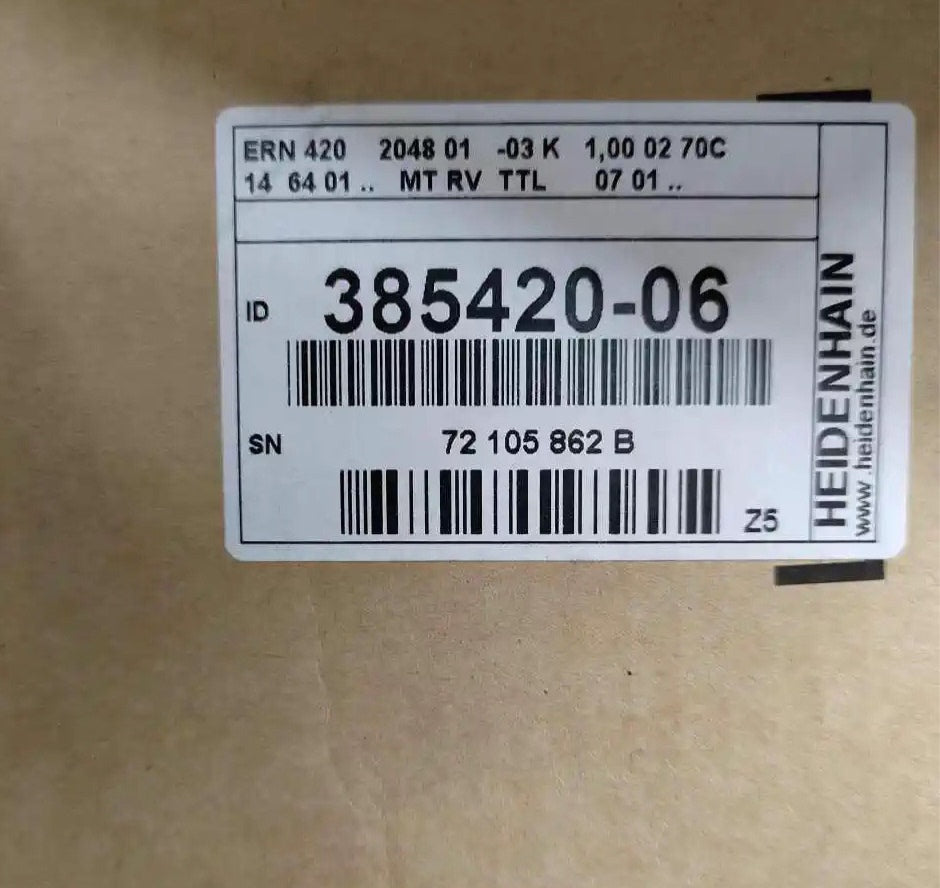 ERN 420 2048 01 -03 K 1,00 02 70C
14 64 01 .. MT RV TTL 07 01 ..
ID 385420-06
SN 72 105 862 B
Z5
HEIDENHAIN
www.heidenhain.de